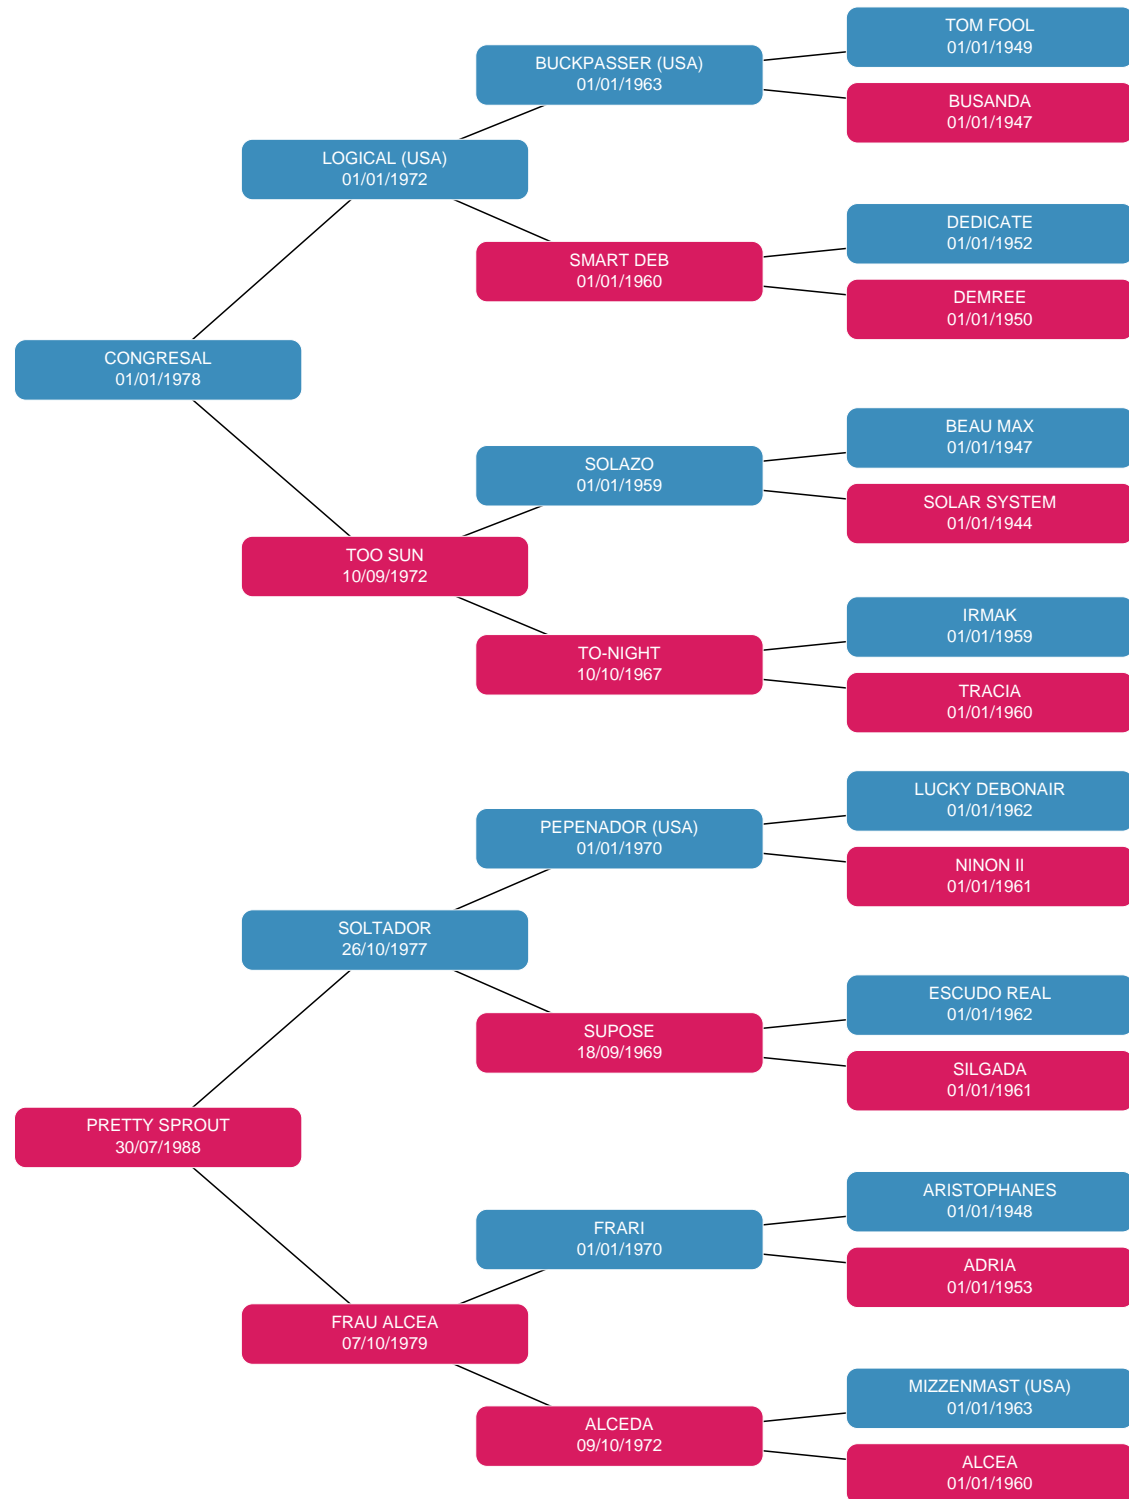 TOM FOOL
01/01/1949
BUCKPASSER (USA)
01/01/1963
BUSANDA
01/01/1947
LOGICAL (USA)
01/01/1972
DEDICATE
01/01/1952
SMART DEB
01/01/1960
DEMREE
01/01/1950
CONGRESAL
01/01/1978
BEAU MAX
01/01/1947
SOLAZO
01/01/1959
SOLAR SYSTEM
01/01/1944
TOO SUN
10/09/1972
IRMAK
01/01/1959
TO-NIGHT
10/10/1967
TRACIA
01/01/1960
LUCKY DEBONAIR
01/01/1962
PEPENADOR (USA)
01/01/1970
NINON II
01/01/1961
SOLTADOR
26/10/1977
ESCUDO REAL
01/01/1962
SUPOSE
18/09/1969
SILGADA
01/01/1961
PRETTY SPROUT
30/07/1988
ARISTOPHANES
01/01/1948
FRARI
01/01/1970
ADRIA
01/01/1953
FRAU ALCEA
07/10/1979
MIZZENMAST (USA)
01/01/1963
ALCEDA
09/10/1972
ALCEA
01/01/1960